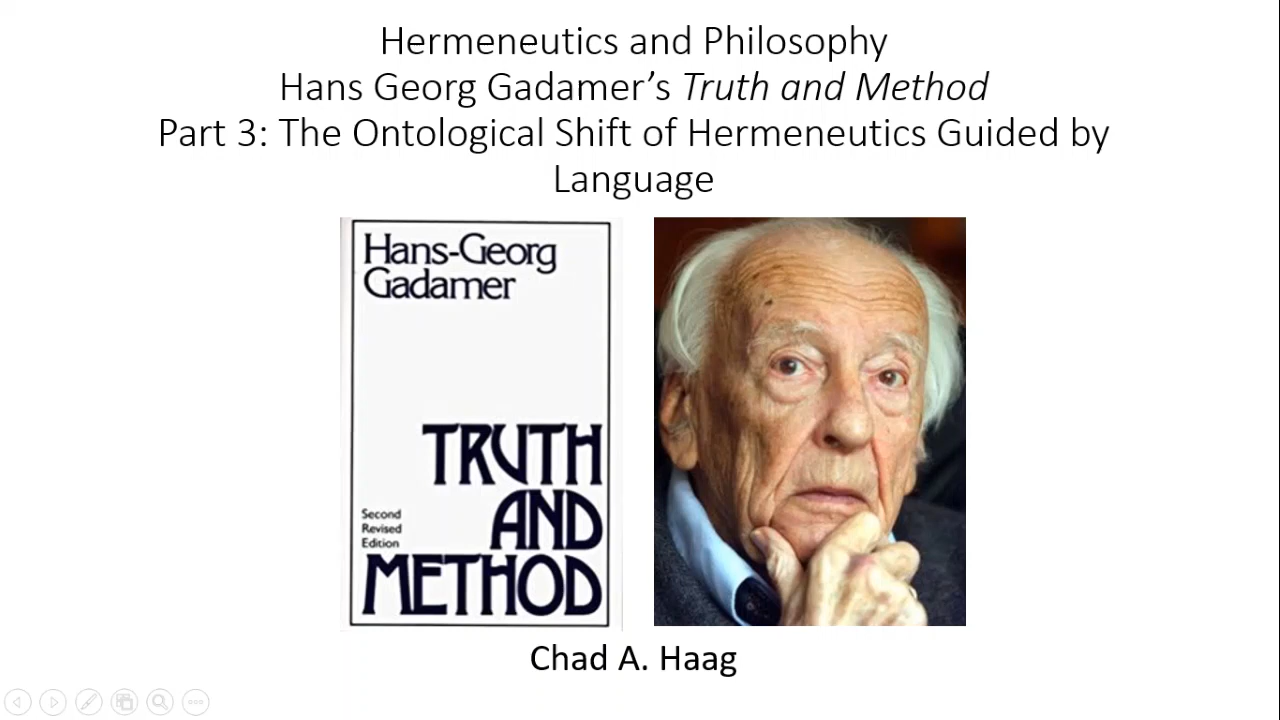 Hermeneutics and Philosophy
Hans Georg Gadamer’s Truth and Method
Part 3: The Ontological Shift of Hermeneutics Guided by
Language
Hans-Georg
Gadamer
TRUTH
AND
METHOD
Second
Revised
Edition
Chad A. Haag